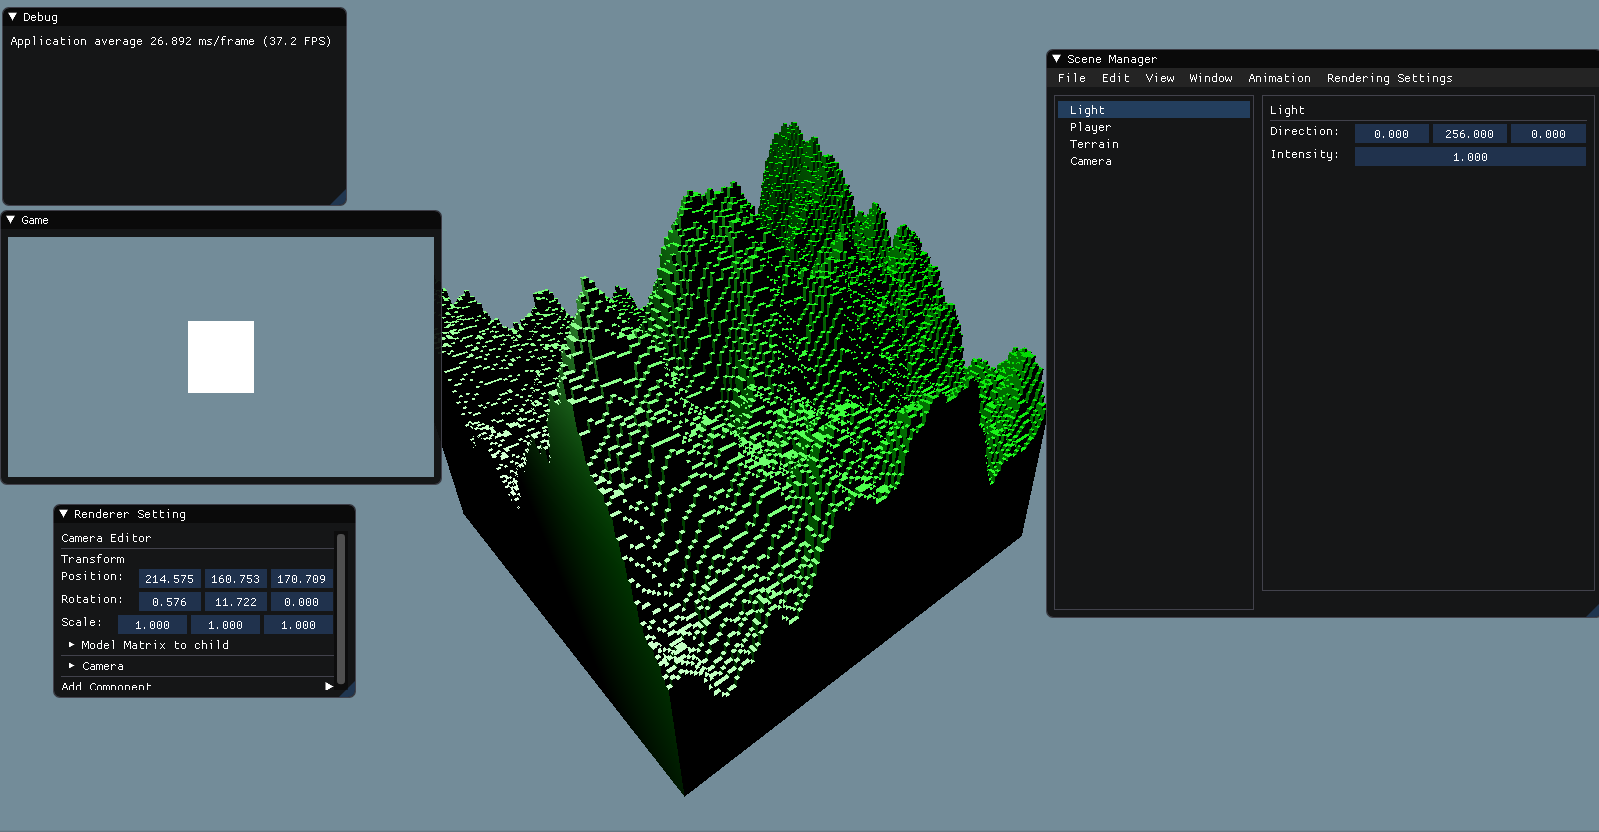 Debug
Application average 26.892 ms/frame (37.2 FPS)
Game
Renderer Setting
Camera Editor
Transform
Position: 214.575 160.753 170.709
Rotation: 0.576 11.722 0.000
Scale: 1.000 1.000 1.000
Model Matrix to child
Camera
Add Component
Scene Manager
File Edit View Window Animation Rendering Settings
Light
Player
Terrain
Camera
Light
Direction: 0.000 256.000 0.000
Intensity: 1.000